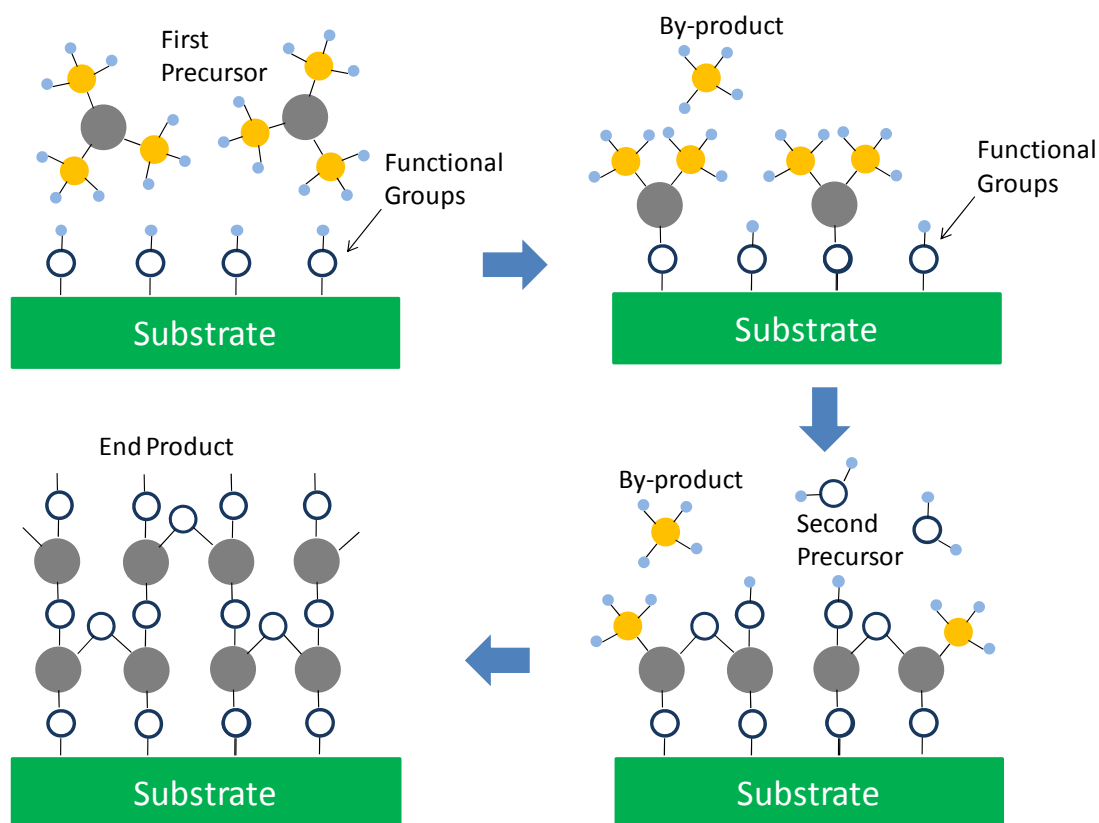 First
Precursor
Functional
Groups
Substrate
By-product
Functional
Groups
Substrate
By-product
Second
Precursor
Substrate
End Product
Substrate